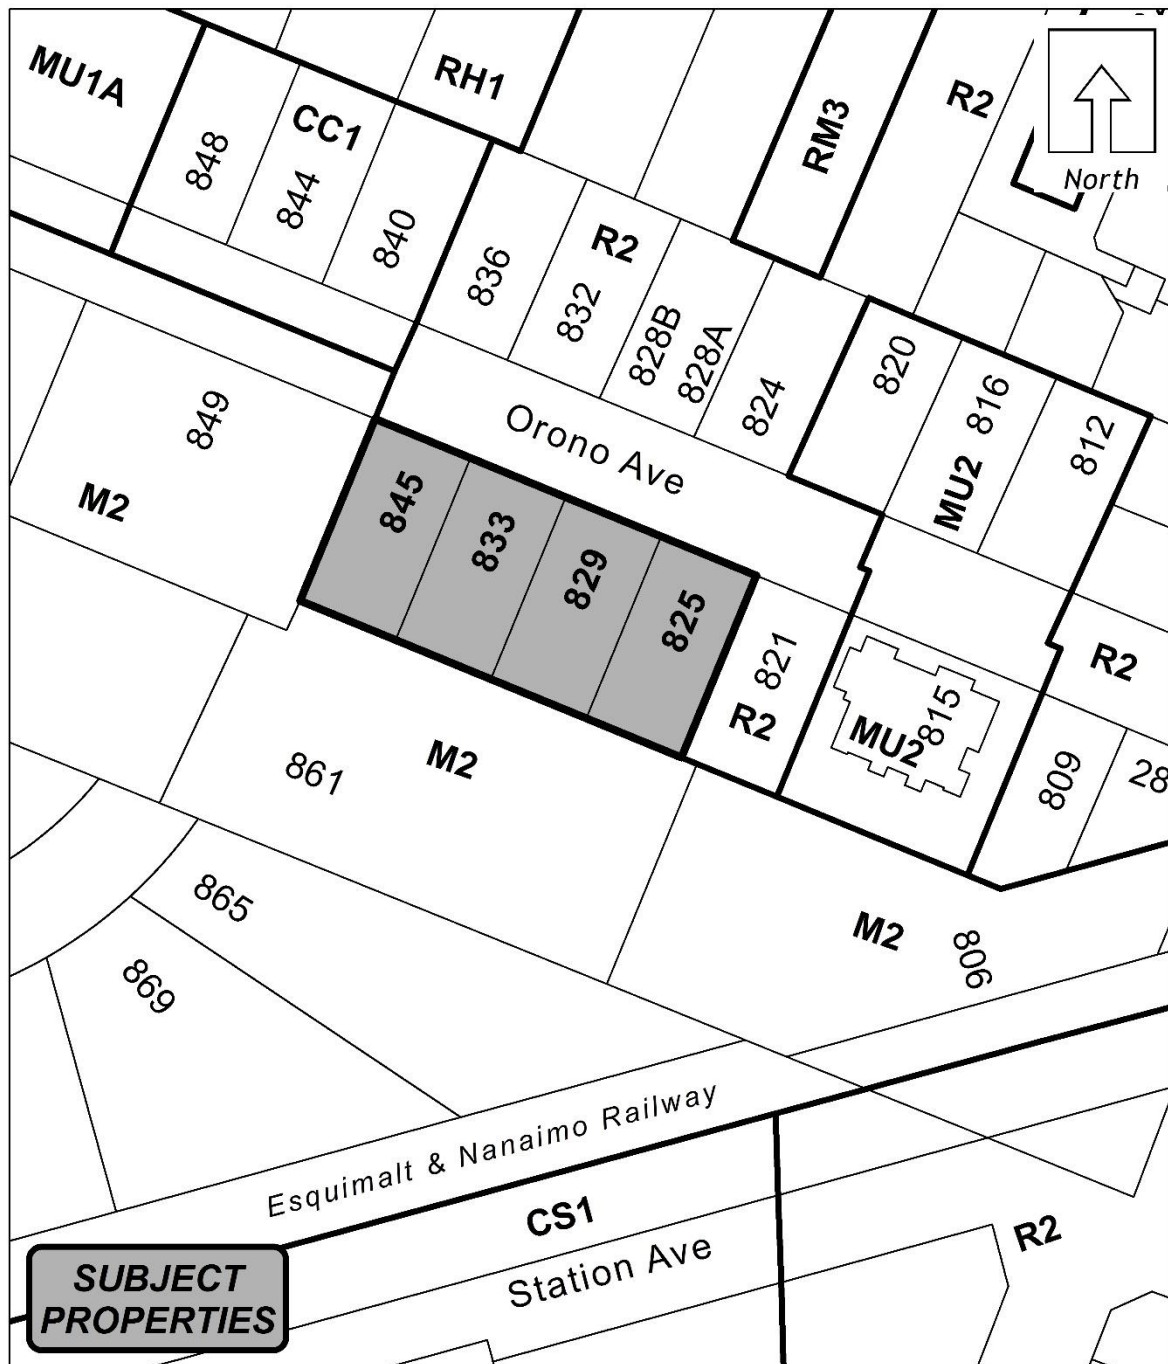 MU1A
RH1
CC1
848
844
840
RM3
R2
North
836
R2
832
828B
828A
824
820
816
812
MU2
849
M2
Orono Ave
845
833
829
825
821
R2
815
MU2
R2
809
28
861
M2
865
869
M2
806
Esquimalt & Nanaimo Railway
CS1
Station Ave
R2
SUBJECT
PROPERTIES